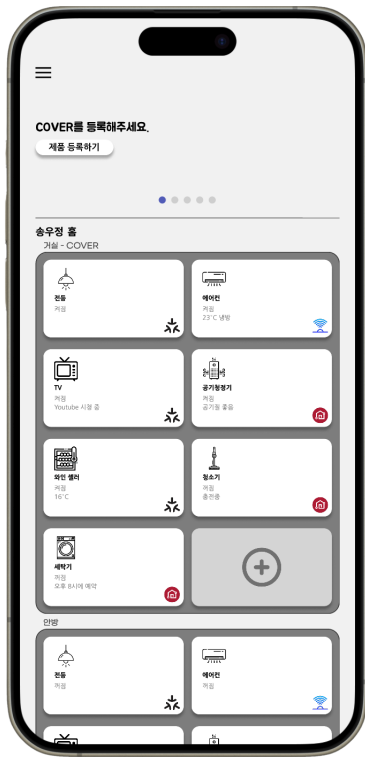 COVER를 등록해주세요.
제품 등록하기
송우정 홈
거실 - COVER
전등
켜짐
에어컨
켜짐
23°C 냉방
TV
켜짐
Youtube 시청 중
공기청정기
켜짐
공기질 좋음
와인 셀러
켜짐
16°C
청소기
꺼짐
충전중
세탁기
꺼짐
오후 8시에 예약
안방
전등
꺼짐
에어컨
꺼짐